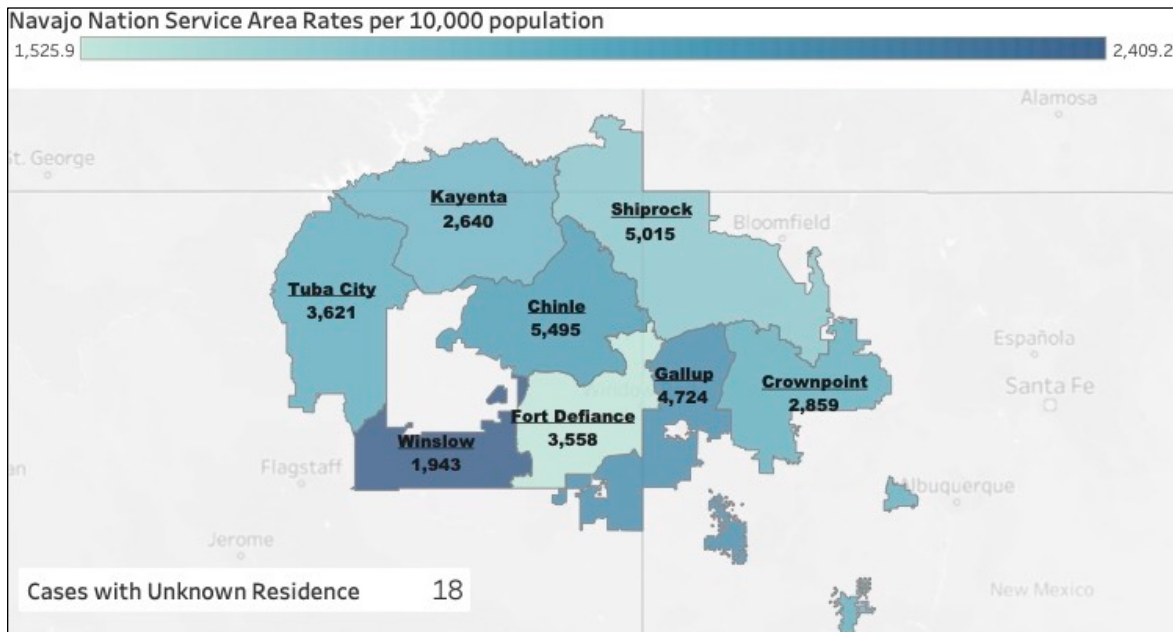 Navajo Nation Service Area Rates per 10,000 population
1,525.9
2,409.2
Alamosa
St. George
Kayenta
2,640
Shiprock
5,015
Bloomfield
Tuba City
3,621
Chinle
5,495
Española
Gallup
4,724
Crownpoint
2,859
Santa Fe
Fort Defiance
3,558
Winslow
1,943
Flagstaff
Albuquerque
Jerome
Cases with Unknown Residence 18
New Mexico